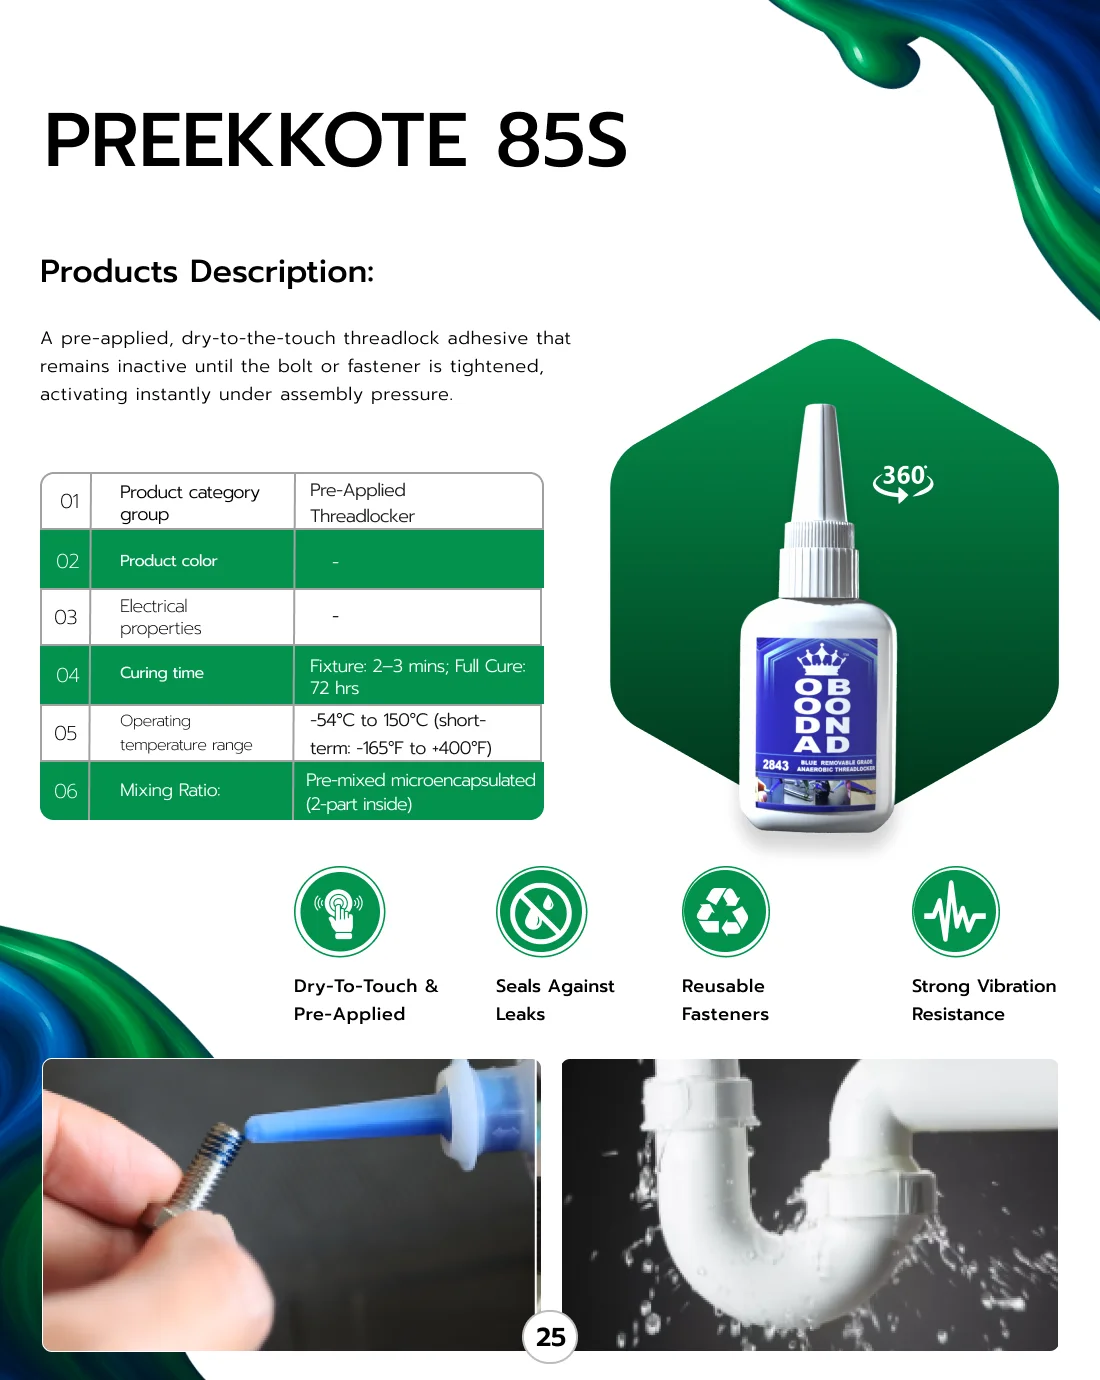 PREEKKOTE 85S
Products Description:
A pre-applied, dry-to-the-touch threadlock adhesive that
remains inactive until the bolt or fastener is tightened,
activating instantly under assembly pressure.
01
Product category
group
Pre-Applied
Threadlocker
02
Product color
-
03
Electrical
properties
-
04
Curing time
Fixture: 2–3 mins; Full Cure:
72 hrs
05
Operating
temperature range
-54°C to 150°C (short-
term: -165°F to +400°F)
06
Mixing Ratio:
Pre-mixed microencapsulated
(2-part inside)
360°
OB
OO
DN
AD
2843
BLUE REMOVABLE GRADE
ANAEROBIC THREADLOCKER
Dry-To-Touch &
Pre-Applied
Seals Against
Leaks
Reusable
Fasteners
Strong Vibration
Resistance
25